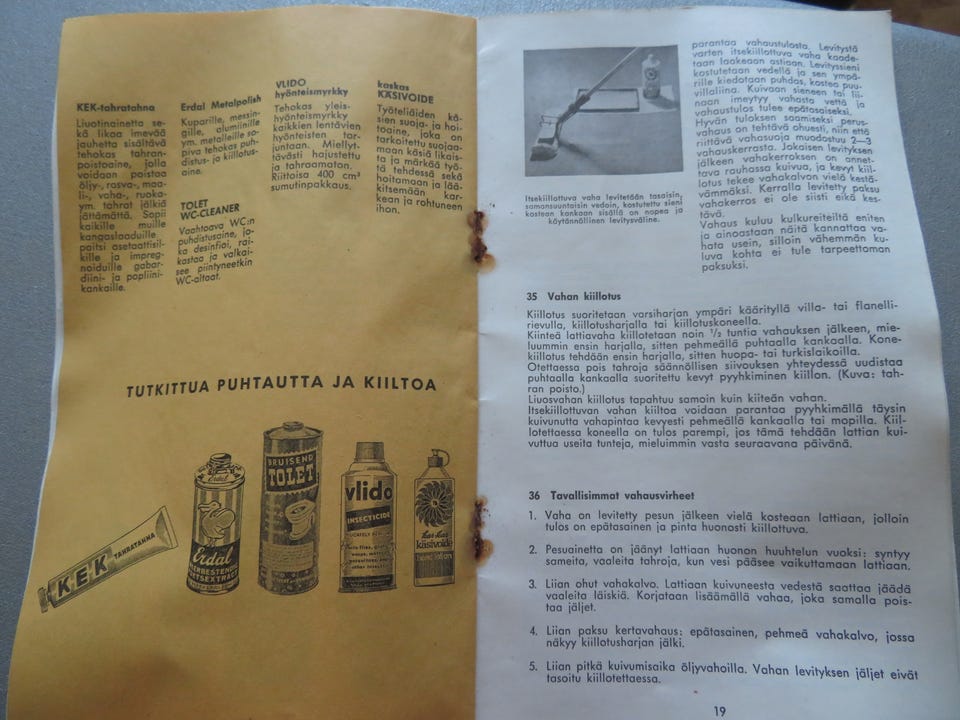 KEK-tahratahna
Liuotinainetta se-
kä likaa imevää
jauhetta sisältävä
tehokas tahran-
poistoaine, jolla
voidaan poistaa
öljy-, rasva-, maa-
li-, vaha-, ruoka-
ym. tahrat jälkiä
jättämättä. Sopii
kaikille muille
kangaslaaduille
paitsi asetaattisil-
kille ja impreg-
noiduille gabar-
diini- ja popliini-
kankaille.
Erdal Metalpolish
Kuparille, messin-
gille, alumiinille
ym. metalleille so-
piva tehokas puh-
distus- ja kiillotus-
aine.
TOLET
WC-CLEANER
Vaahtoava WC:n
puhdistusaine, jo-
ka desinfioi, rai-
kastaa ja valkai-
see piintyneetkin
WC-altaat.
VLIDO
hyönteismyrkky
Tehokas yleis-
hyönteismyrkky
kaikkien lentävien
hyönteisten tor-
juntaan. Miellyt-
tävästi hajustettu
ja tahraamaton.
Riittoisa 400 cm³
sumutinpakkaus.
kaskas
KÄSIVOIDE
Työteliäiden kä-
sien suoja- ja hoi-
toaine, joka on
tarkoitettu suojaa-
maan käsiä likais-
ta ja märkää työ-
tä tehdessä sekä
hoitamaan ja lää-
kitsemään kar-
kean ja rohtuneen
ihon.
TUTKITTUA PUHTAUTTA JA KIILTOA
KEK TAHRATAHNA
Erdal
Erdal
BRUISEND
TOLET
vlido
INSECTICIDE
kas-kas
käsivoide
Itsekiillottuva vaha levitetään tasaisin,
samansuuntaisin vedoin, kostutettu sieni
kostean kankaan sisällä on nopea ja
käytännöllinen levitysväline.
parantaa vahaustulosta. Levitystä
varten itsekiillottuva vaha kaade-
taan laakeaan astiaan. Levityssieni
kostutetaan vedellä ja sen ympä-
rille kiedotaan puhdas, kostea puu-
villaliina. Kuivaan sieneen tai lii-
naan imeytyy vahasta vettä ja
vahaustulos tulee epätasaiseksi.
Hyvän tuloksen saamiseksi perus-
vahaus on tehtävä ohuesti, niin että
riittävä vahasuoja muodostuu 2—3
vahauskerrasta. Jokaisen levityksen
jälkeen vahakerroksen on annet-
tava rauhassa kuivua, ja kevyt kiil-
lotus tekee vahakalvon vielä kestä-
vämmäksi. Kerralla levitetty paksu
vahakerros ei ole siisti eikä kes-
tävä.
Vahaus kuluu kulkureiteiltä eniten
ja ainoastaan näitä kannattaa va-
hata usein, silloin vähemmän ku-
luva kohta ei tule tarpeettoman
paksuksi.
35 Vahan kiillotus
Kiillotus suoritetaan varsiharjan ympäri käärityllä villa- tai flanelli-
rievulla, kiillotusharjalla tai kiillotuskoneella.
Kiinteä lattiavaha kiillotetaan noin ½ tuntia vahauksen jälkeen, mie-
luummin ensin harjalla, sitten pehmeällä puhtaalla kankaalla. Kone-
kiillotus tehdään ensin harjalla, sitten huopa- tai turkislaikoilla.
Otettaessa pois tahroja säännöllisen siivouksen yhteydessä uudistaa
puhtaalla kankaalla suoritettu kevyt pyyhkiminen kiillon. (Kuva: tah-
ran poisto.)
Liuosvahan kiillotus tapahtuu samoin kuin kiiteän vahan.
Itsekiillottuvan vahan kiiltoa voidaan parantaa pyyhkimällä täysin
kuivunutta vahapintaa kevyesti pehmeällä kankaalla tai mopilla. Kiil-
lotettaessa koneella on tulos parempi, jos tämä tehdään lattian kui-
vuttua useita tunteja, mieluimmin vasta seuraavana päivänä.
36 Tavallisimmat vahausvirheet
1. Vaha on levitetty pesun jälkeen vielä kosteaan lattiaan, jolloin
tulos on epätasainen ja pinta huonosti kiillottuva.
2. Pesuainetta on jäänyt lattiaan huonon huuhtelun vuoksi: syntyy
sameita, vaaleita tahroja, kun vesi pääsee vaikuttamaan lattiaan.
3. Liian ohut vahakalvo. Lattiaan kuivuneesta vedestä saattaa jäädä
vaaleita läiskiä. Korjataan lisäämällä vahaa, joka samalla pois-
taa jäljet.
4. Liian paksu kertavahaus: epätasainen, pehmeä vahakalvo, jossa
näkyy kiillotusharjan jälki.
5. Liian pitkä kuivumisaika öljyvahoilla. Vahan levityksen jäljet eivät
tasoitu kiillotettaessa.
19